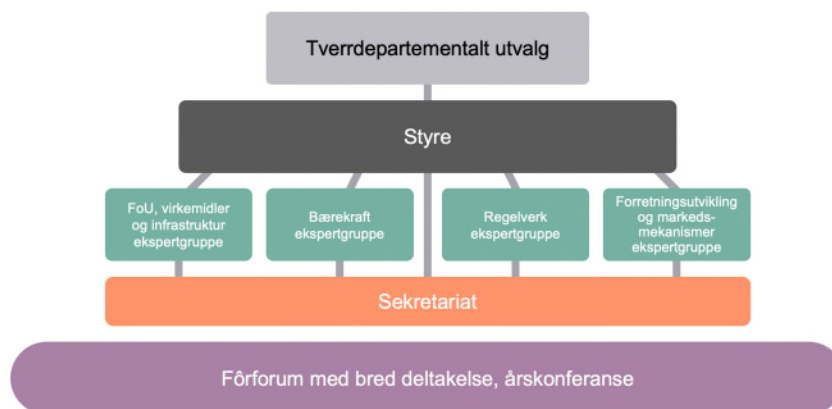 Tverrdepartementalt utvalg
Styre
FoU, virkemidler
og infrastruktur
ekspertgruppe
Bærekraft
ekspertgruppe
Regelverk
ekspertgruppe
Forretningsutvikling
og markeds-
mekanismer
ekspertgruppe
Sekretariat
Fôrforum med bred deltakelse, årskonferanse